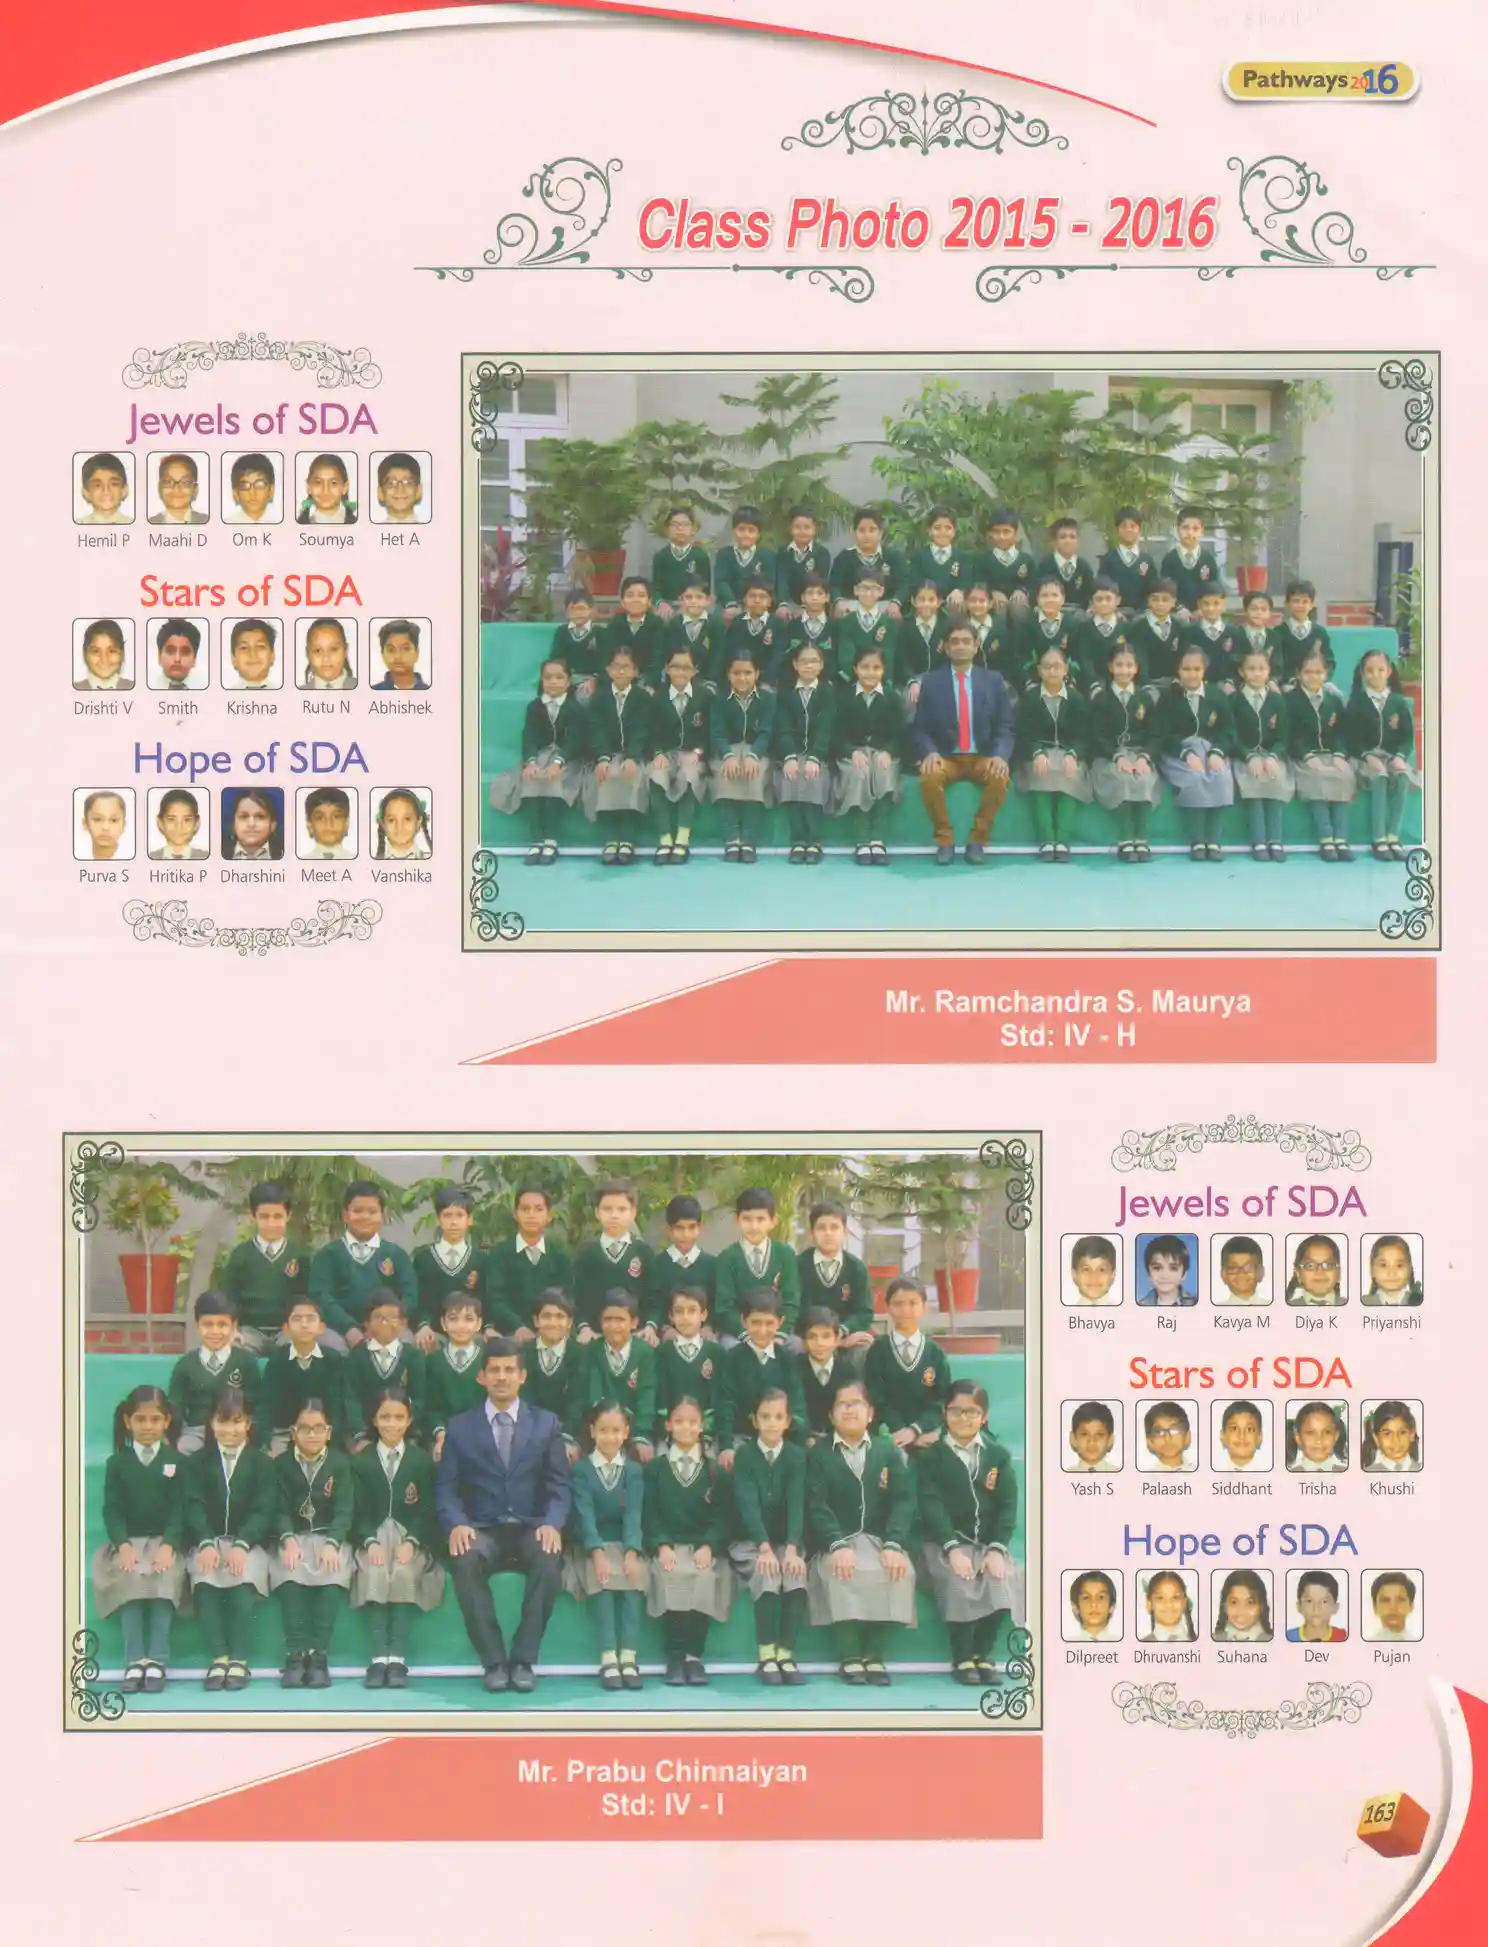 Pathways 2016
Class Photo 2015 - 2016
Jewels of SDA
Hemil P Maahi D Om K Soumya Het A
Stars of SDA
Drishti V Smith Krishna Rutu N Abhishek
Hope of SDA
Purva S Hritika P Dharshini Meet A Vanshika
Mr. Ramchandra S. Maurya
Std: IV - H
Jewels of SDA
Bhavya Raj Kavya M Diya K Priyanshi
Stars of SDA
Yash S Palaash Siddhant Trisha Khushi
Hope of SDA
Dilpreet Dhruvanshi Suhana Dev Pujan
Mr. Prabu Chinnaiyan
Std: IV - I
163